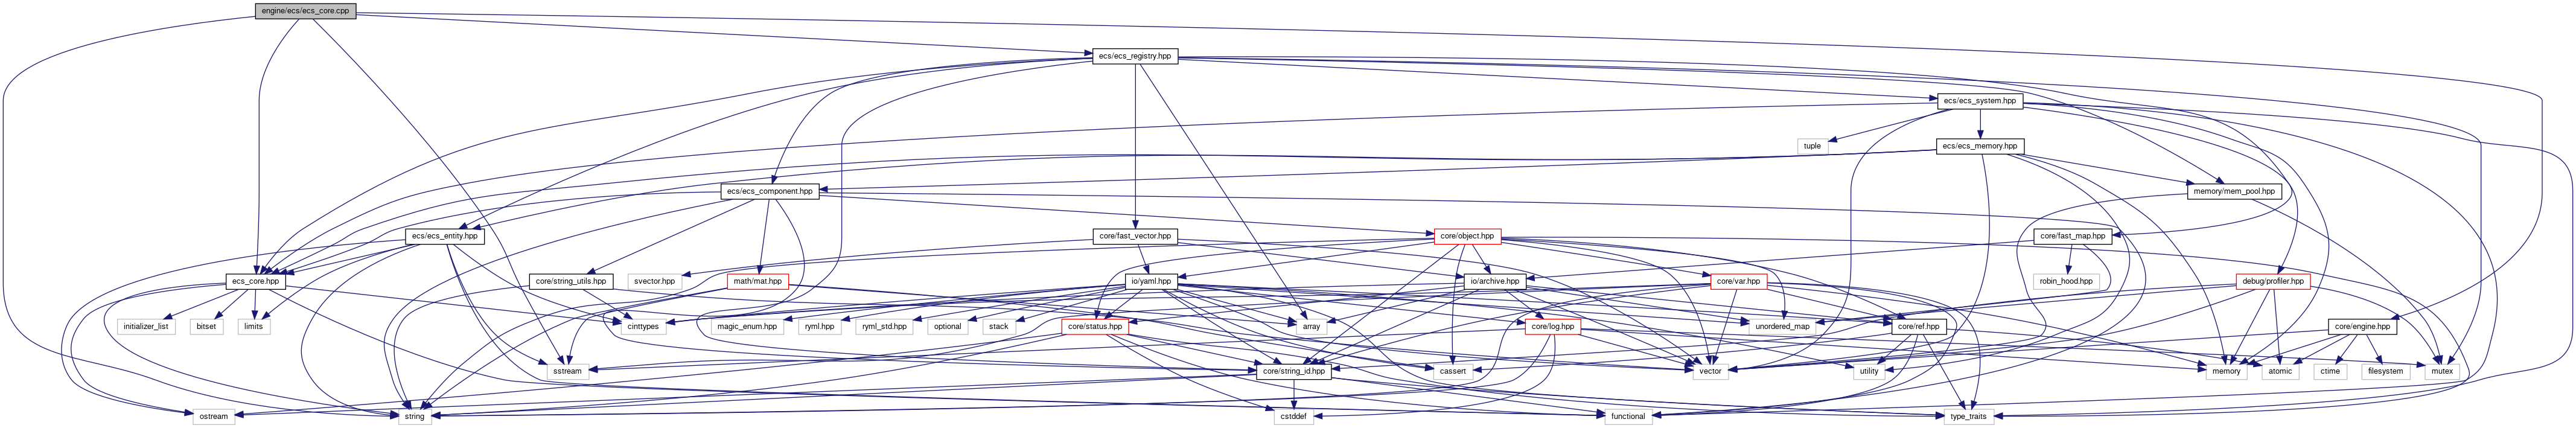 engine/ecs/ecs_core.cpp
ecs/ecs_registry.hpp
ecs/ecs_system.hpp
tuple
ecs/ecs_memory.hpp
ecs/ecs_component.hpp
memory/mem_pool.hpp
ecs/ecs_entity.hpp
core/fast_vector.hpp
core/object.hpp
core/fast_map.hpp
ecs_core.hpp
core/string_utils.hpp
svector.hpp
math/mat.hpp
io/yaml.hpp
io/archive.hpp
core/var.hpp
robin_hood.hpp
debug/profiler.hpp
initializer_list
bitset
limits
cinttypes
magic_enum.hpp
ryml.hpp
ryml_std.hpp
optional
stack
core/status.hpp
array
core/log.hpp
unordered_map
core/ref.hpp
core/engine.hpp
sstream
core/string_id.hpp
cassert
vector
utility
memory
atomic
ctime
filesystem
mutex
ostream
string
cstddef
functional
type_traits